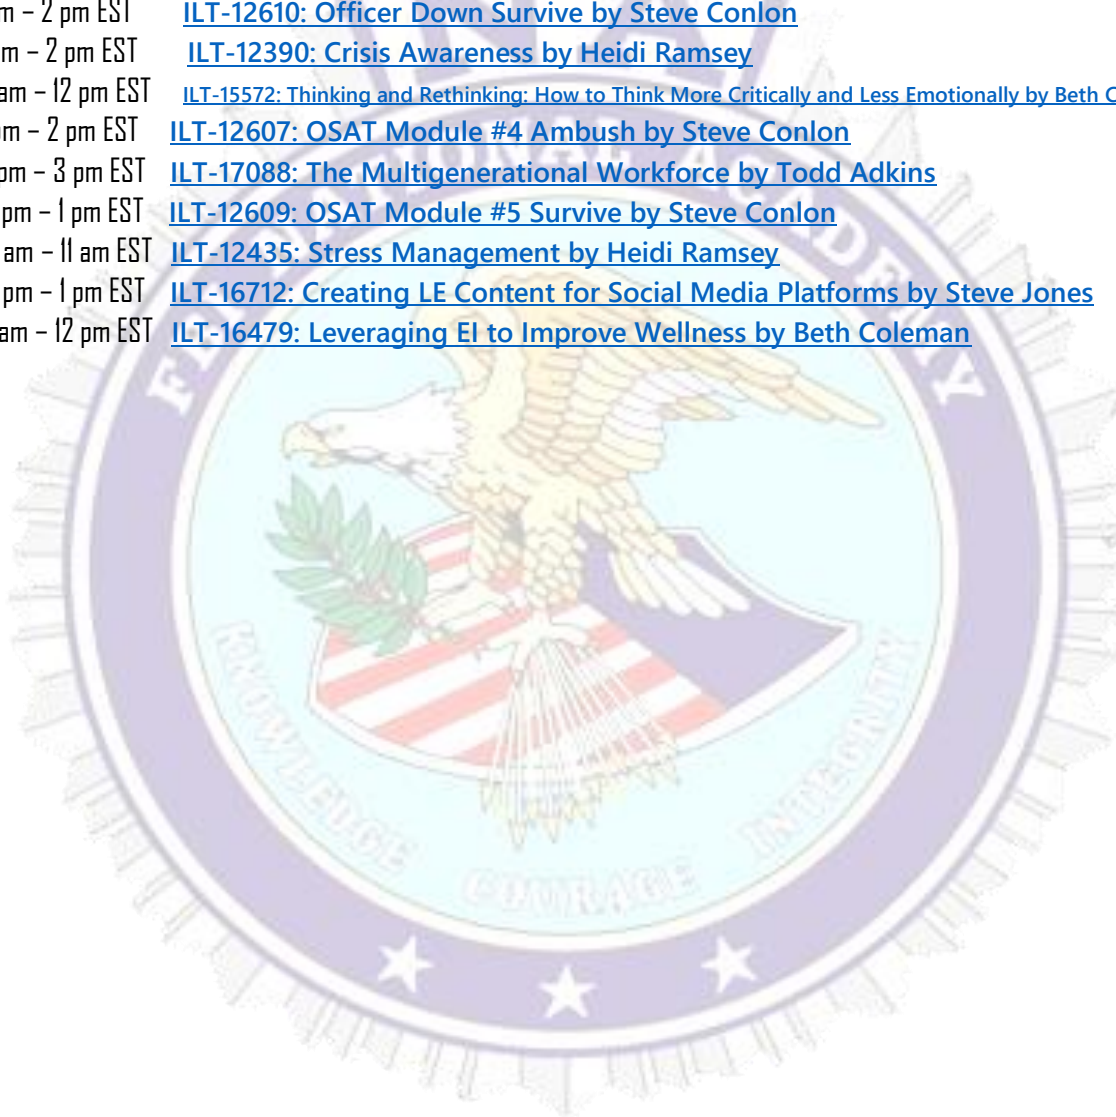 m – 2 pm EST ILT-12610: Officer Down Survive by Steve Conlon
m – 2 pm EST ILT-12390: Crisis Awareness by Heidi Ramsey
am – 12 pm EST ILT-15572: Thinking and Rethinking: How to Think More Critically and Less Emotionally by Beth C
pm – 2 pm EST ILT-12607: OSAT Module #4 Ambush by Steve Conlon
pm – 3 pm EST ILT-17088: The Multigenerational Workforce by Todd Adkins
pm – 1 pm EST ILT-12609: OSAT Module #5 Survive by Steve Conlon
am – 11 am EST ILT-12435: Stress Management by Heidi Ramsey
pm – 1 pm EST ILT-16712: Creating LE Content for Social Media Platforms by Steve Jones
am – 12 pm EST ILT-16479: Leveraging EI to Improve Wellness by Beth Coleman
KNOWLEDGE
COURAGE
INTEGRITY